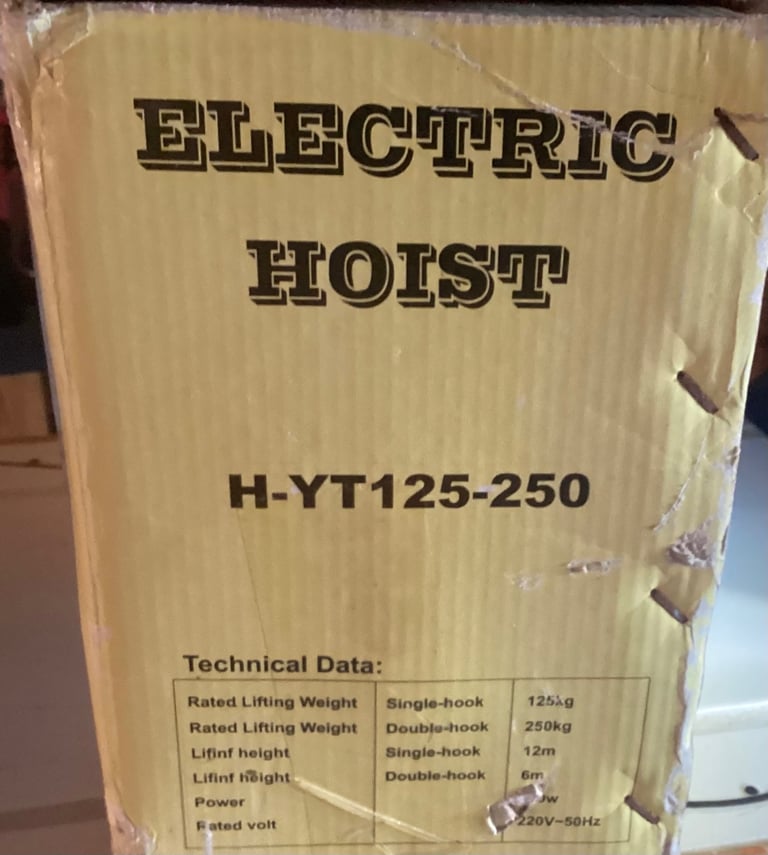 ELECTRIC
HOIST
H-YT125-250
Technical Data:
Rated Lifting Weight Single-hook 125kg
Rated Lifting Weight Double-hook 250kg
Lifinf height Single-hook 12m
Lifinf height Double-hook 6m
Power
Rated volt 220V~50Hz